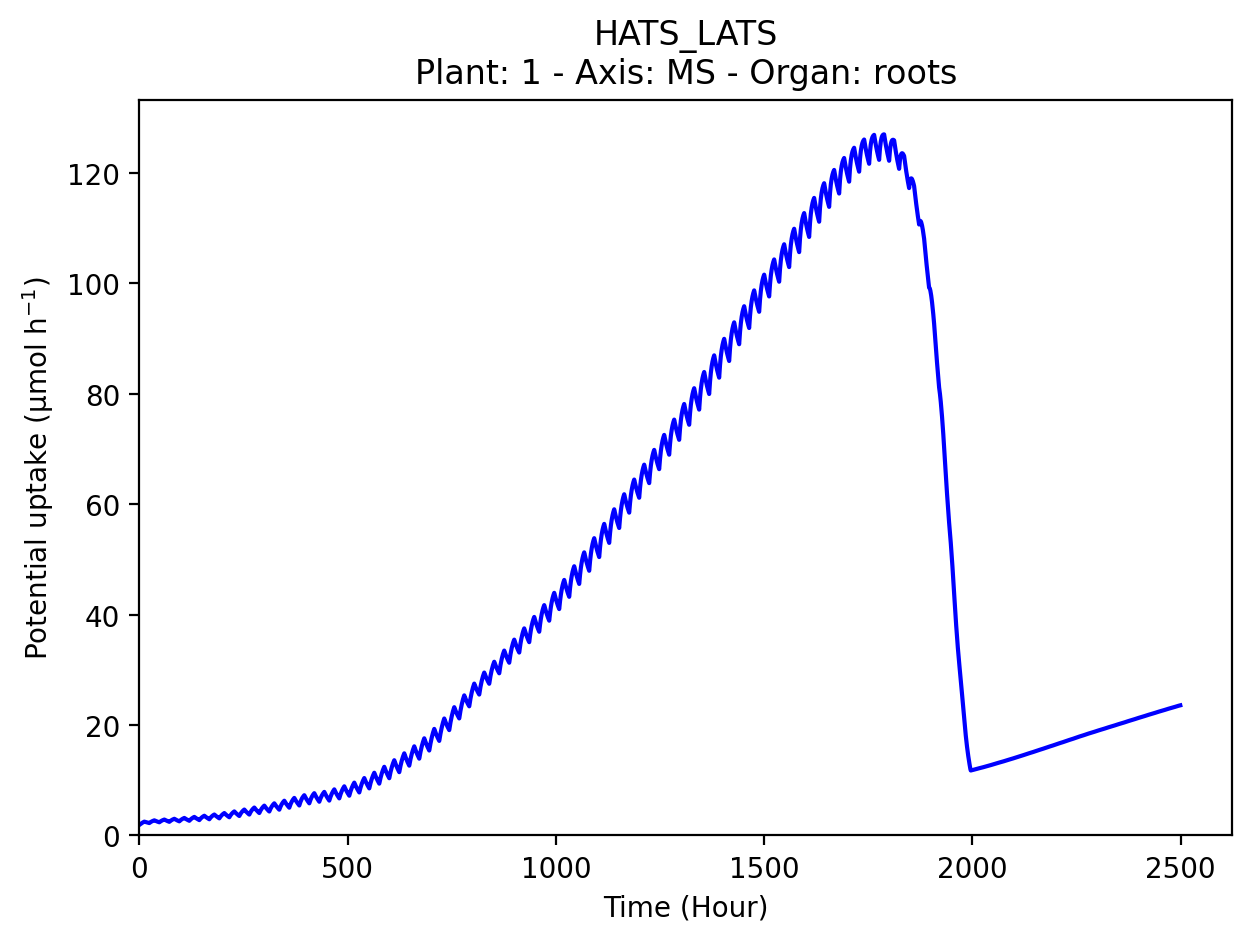 HATS_LATS
Plant: 1 - Axis: MS - Organ: roots
120
100
80
60
40
20
0
Potential uptake (µmol h⁻¹)
0 500 1000 1500 2000 2500
Time (Hour)